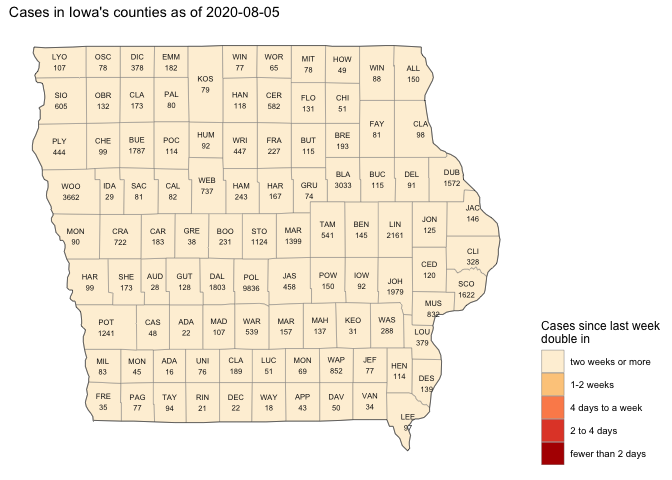 Cases in Iowa's counties as of 2020-08-05
LYO OSC DIC EMM WIN WOR MIT HOW
107 78 378 182 77 65 78 49
KOS WIN ALL
79 88 150
SIO OBR CLA PAL HAN CER FLO CHI
605 132 173 80 118 582 131 51
PLY CHE BUE POC HUM WRI FRA BUT BRE FAY CLA
444 99 1787 114 92 447 227 115 193 81 98
WOO IDA SAC CAL WEB HAM HAR GRU BLA BUC DEL DUB
3662 29 81 82 737 243 167 74 3033 115 91 1572
MON CRA CAR GRE BOO STO MAR TAM BEN LIN JON JAC
90 722 183 38 231 1124 1399 541 145 2161 125 146
CED CLI
120 328
HAR SHE AUD GUT DAL POL JAS POW IOW JOH SCO
99 173 28 128 1803 9836 458 150 92 1979 1622
MUS
832
POT CAS ADA MAD WAR MAR MAH KEO WAS LOU
1241 48 22 107 539 157 137 31 288 379
MIL MON ADA UNI CLA LUC MON WAP JEF HEN DES
83 45 16 76 189 51 69 852 77 114 139
FRE PAG TAY RIN DEC WAY APP DAV VAN LEE
35 77 94 21 22 18 43 50 34 97
Cases since last week
double in
two weeks or more
1-2 weeks
4 days to a week
2 to 4 days
fewer than 2 days